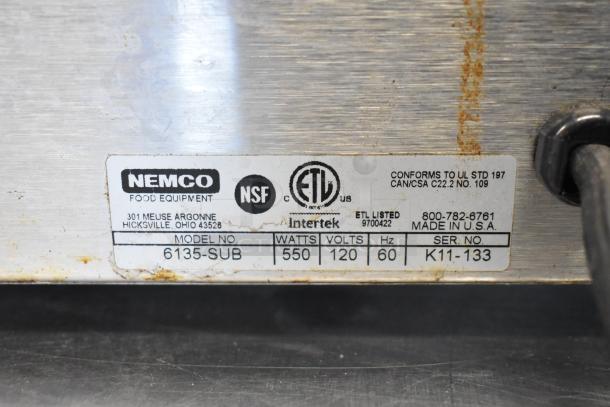 NEMCO
FOOD EQUIPMENT
301 MEUSE ARGONNE
HICKSVILLE, OHIO 43526
NSF
C ETL US
Intertek
ETL LISTED
9700422
CONFORMS TO UL STD 197
CAN/CSA C22.2 NO. 109
800-782-6761
MADE IN U.S.A.
MODEL NO. WATTS VOLTS Hz SER. NO.
6135-SUB 550 120 60 K11-133